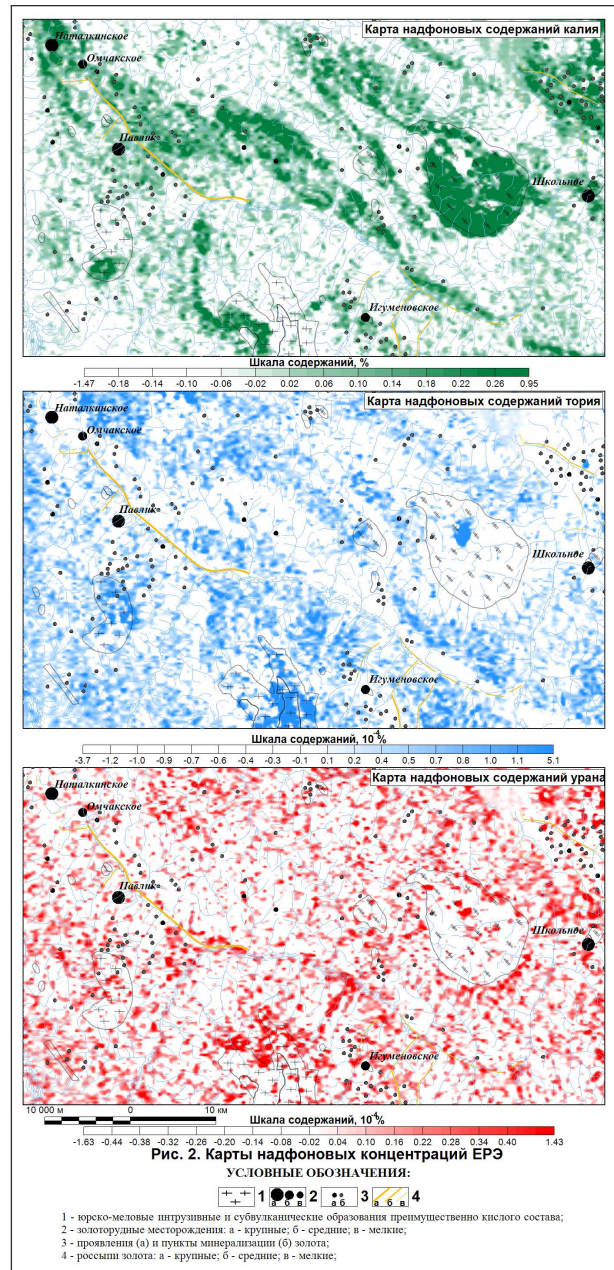 Карта надфоновых содержаний калия
Наталкинское
Омчакское
Павлик
Школьное
Игуменовское
Шкала содержаний, %
-1.47 -0.18 -0.14 -0.10 -0.06 -0.02 0.02 0.06 0.10 0.14 0.18 0.22 0.26 0.95
Карта надфоновых содержаний тория
Наталкинское
Омчакское
Павлик
Школьное
Игуменовское
Шкала содержаний, 10⁻⁴%
-3.7 -1.2 -1.0 -0.9 -0.7 -0.6 -0.4 -0.3 -0.1 0.1 0.2 0.4 0.5 0.7 0.8 1.0 1.1 5.1
Карта надфоновых содержаний урана
Наталкинское
Омчакское
Павлик
Школьное
Игуменовское
10 000 м 0 10 км
Шкала содержаний, 10⁻⁴%
-1.63 -0.44 -0.38 -0.32 -0.26 -0.20 -0.14 -0.08 -0.02 0.04 0.10 0.16 0.22 0.28 0.34 0.40 1.43
Рис. 2. Карты надфоновых концентраций ЕРЭ
УСЛОВНЫЕ ОБОЗНАЧЕНИЯ:
1 а б в 2 а б 3 а б в 4
1 - юрско-меловые интрузивные и субвулканические образования преимущественно кислого состава;
2 - золоторудные месторождения: а - крупные; б - средние; в - мелкие;
3 - проявления (а) и пункты минерализации (б) золота;
4 - россыпи золота: а - крупные; б - средние; в - мелкие;